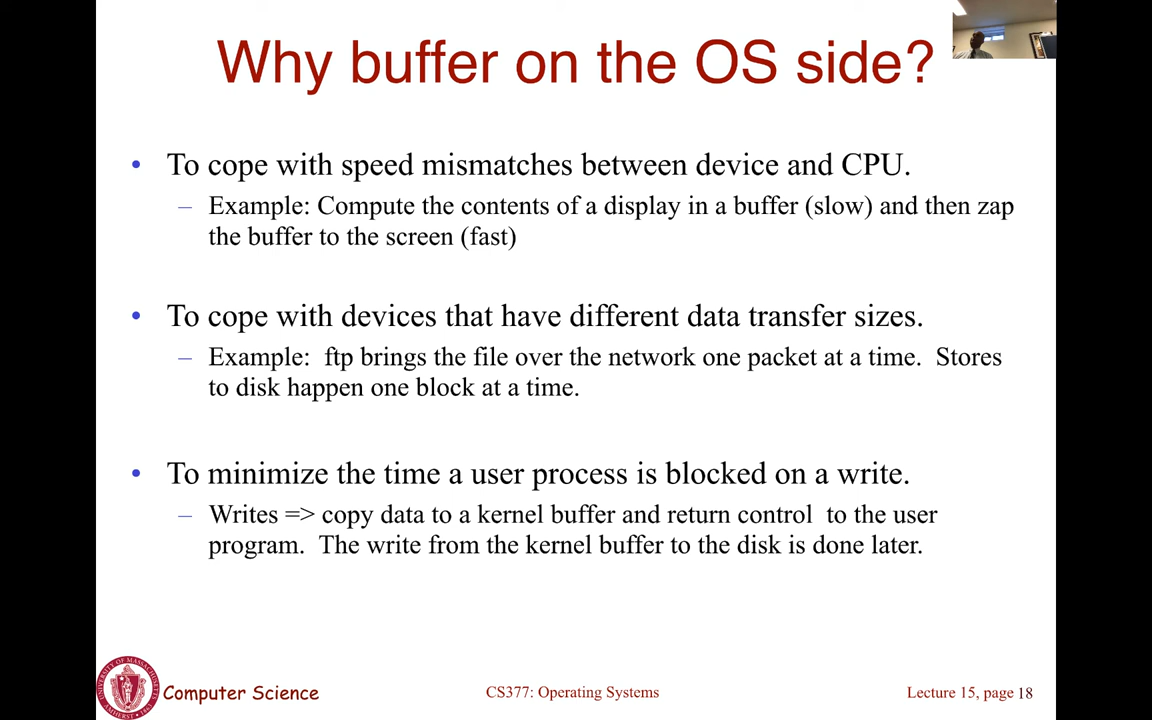 Why buffer on the OS side?
• To cope with speed mismatches between device and CPU.
– Example: Compute the contents of a display in a buffer (slow) and then zap
the buffer to the screen (fast)
• To cope with devices that have different data transfer sizes.
– Example: ftp brings the file over the network one packet at a time. Stores
to disk happen one block at a time.
• To minimize the time a user process is blocked on a write.
– Writes => copy data to a kernel buffer and return control to the user
program. The write from the kernel buffer to the disk is done later.
UNIVERSITY OF MASSACHUSETTS
AMHERST 1863
Computer Science
CS377: Operating Systems
Lecture 15, page 18